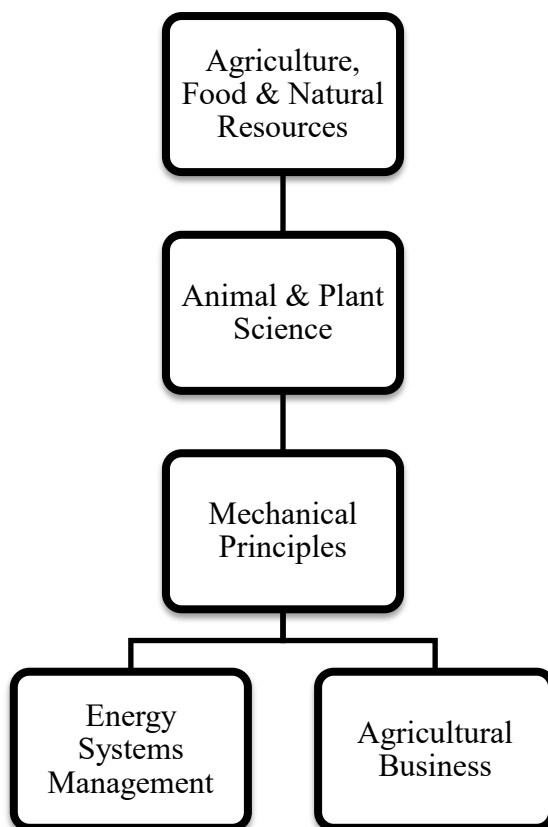 Agriculture,
Food & Natural
Resources
Animal & Plant
Science
Mechanical
Principles
Energy
Systems
Management
Agricultural
Business